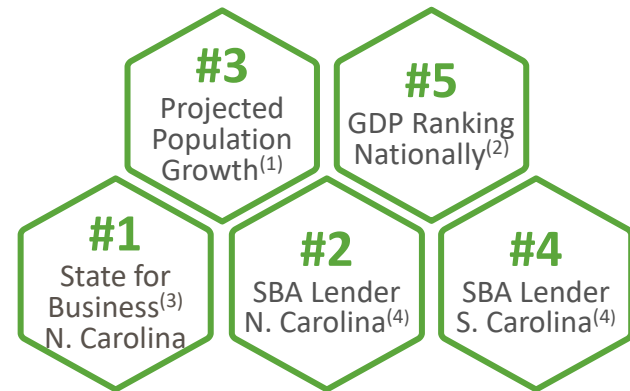 #3
Projected
Population
Growth(1)
#5
GDP Ranking
Nationally(2)
#1
State for
Business(3)
N. Carolina
#2
SBA Lender
N. Carolina(4)
#4
SBA Lender
S. Carolina(4)